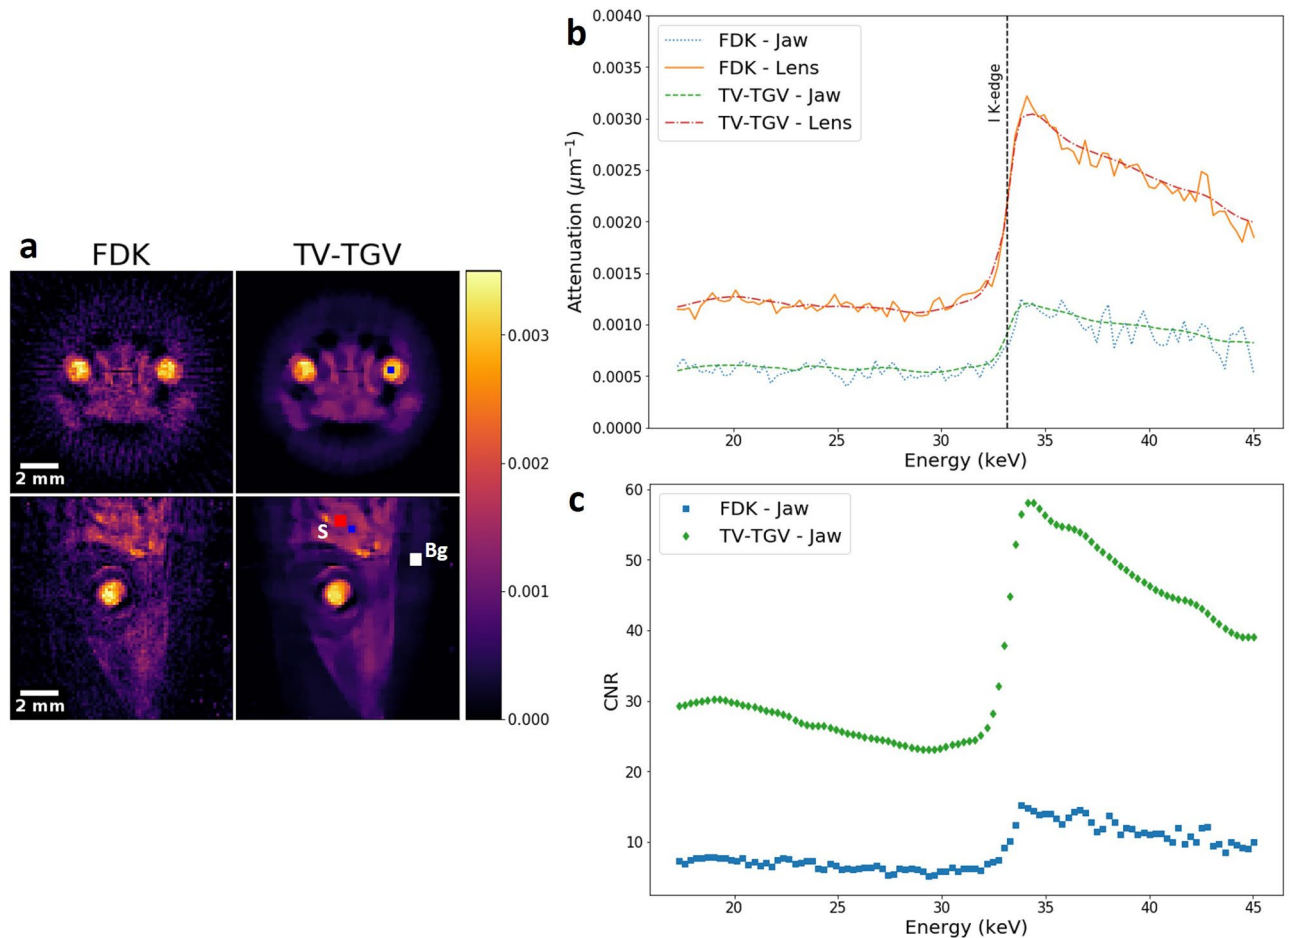 a
FDK
TV-TGV
2 mm
2 mm
S
Bg
0.003
0.002
0.001
0.000
b
FDK - Jaw
FDK - Lens
TV-TGV - Jaw
TV-TGV - Lens
I K-edge
Attenuation (μm⁻¹)
0.0040
0.0035
0.0030
0.0025
0.0020
0.0015
0.0010
0.0005
0.0000
20 25 30 35 40 45
Energy (keV)
c
FDK - Jaw
TV-TGV - Jaw
CNR
60
50
40
30
20
10
20 25 30 35 40 45
Energy (keV)